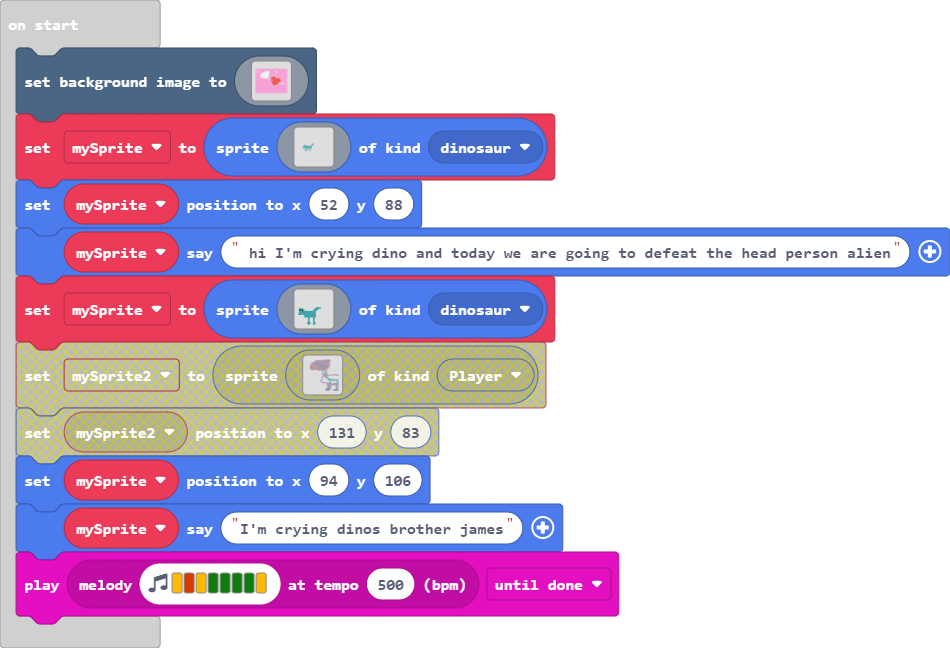 on start
set background image to
set mySprite to sprite of kind dinosaur
set mySprite position to x 52 y 88
mySprite say " hi I'm crying dino and today we are going to defeat the head person alien"
set mySprite to sprite of kind dinosaur
set mySprite2 to sprite of kind Player
set mySprite2 position to x 131 y 83
set mySprite position to x 94 y 106
mySprite say "I'm crying dinos brother james"
play melody at tempo 500 (bpm) until done